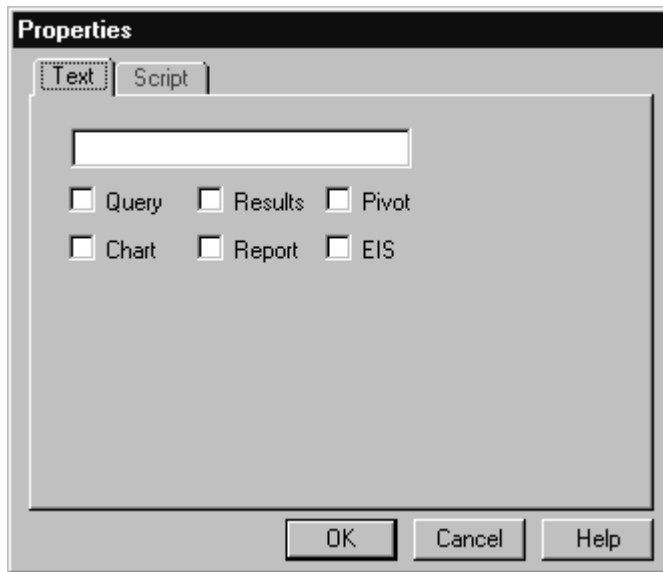 Properties
Text Script
Query Results Pivot
Chart Report EIS
OK Cancel Help